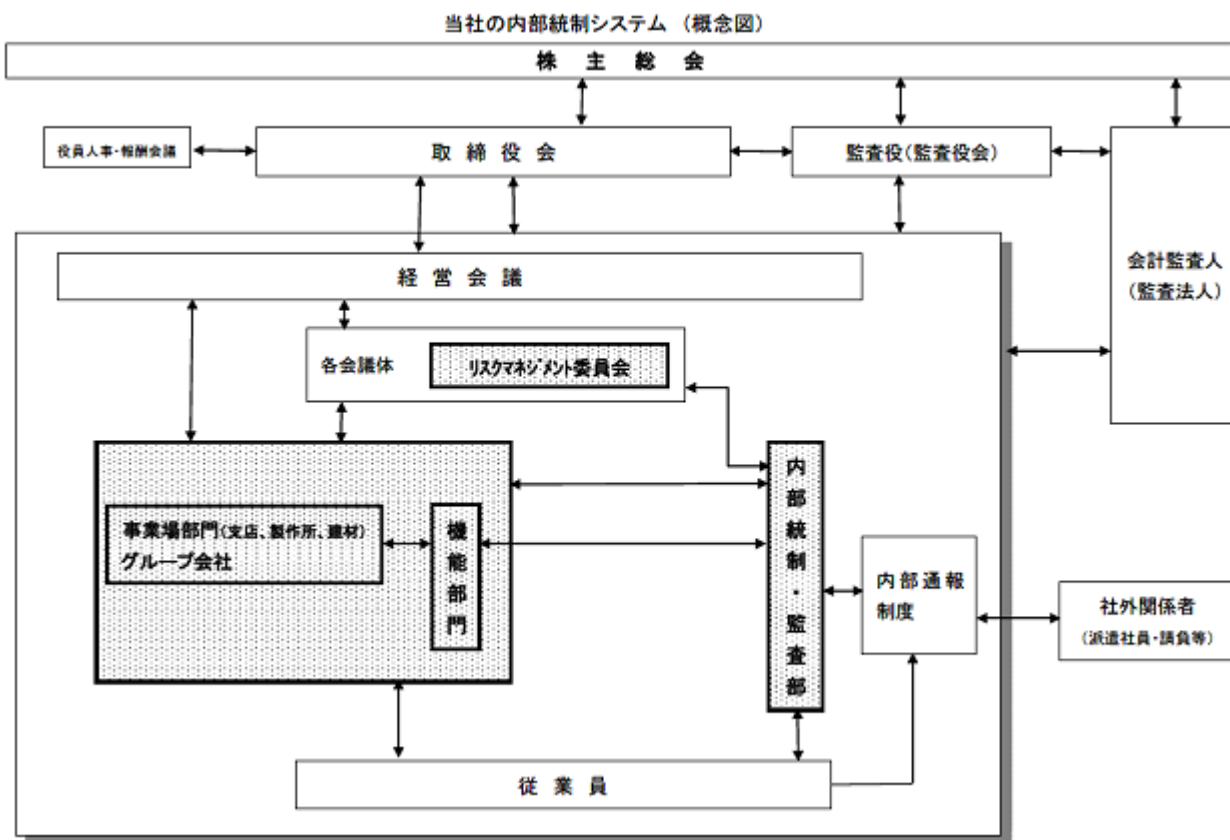 当社の内部統制システム (概念図)
株主総会
役員人事・報酬会議
取締役会
監査役(監査役会)
会計監査人
(監査法人)
経営会議
各会議体
リスクマネジメント委員会
事業場部門(支店、製作所、建材)
グループ会社
機能部門
内部統制・監査部
内部通報
制度
社外関係者
(派遣社員・請負等)
従業員